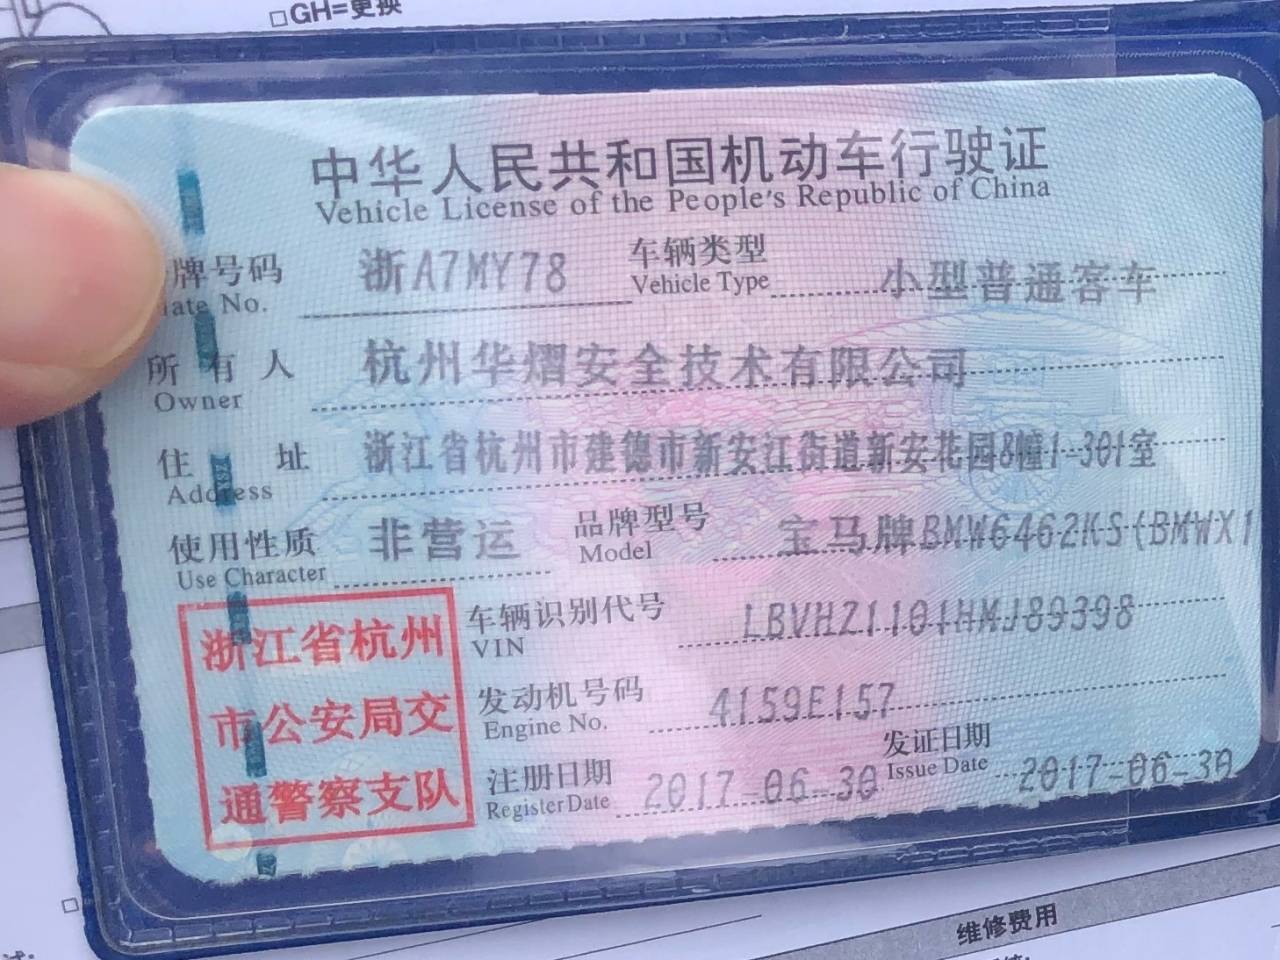 □GH=更换
中华人民共和国机动车行驶证
Vehicle License of the People's Republic of China
牌号码 浙A7MY78 车辆类型 小型普通客车
ate No. Vehicle Type
所有人 杭州华熠安全技术有限公司
Owner
住址 浙江省杭州市建德市新安江街道新安花园8幢1-301室
Address
使用性质 非营运 品牌型号 宝马牌BMW6462KS(BMWX1
Use Character Model
浙江省杭州
市公安局交
通警察支队
车辆识别代号 LBVHZ1101HMJ89398
VIN
发动机号码 4159E157
Engine No.
注册日期 2017-06-30 发证日期 2017-06-30
Register Date Issue Date
维修费用